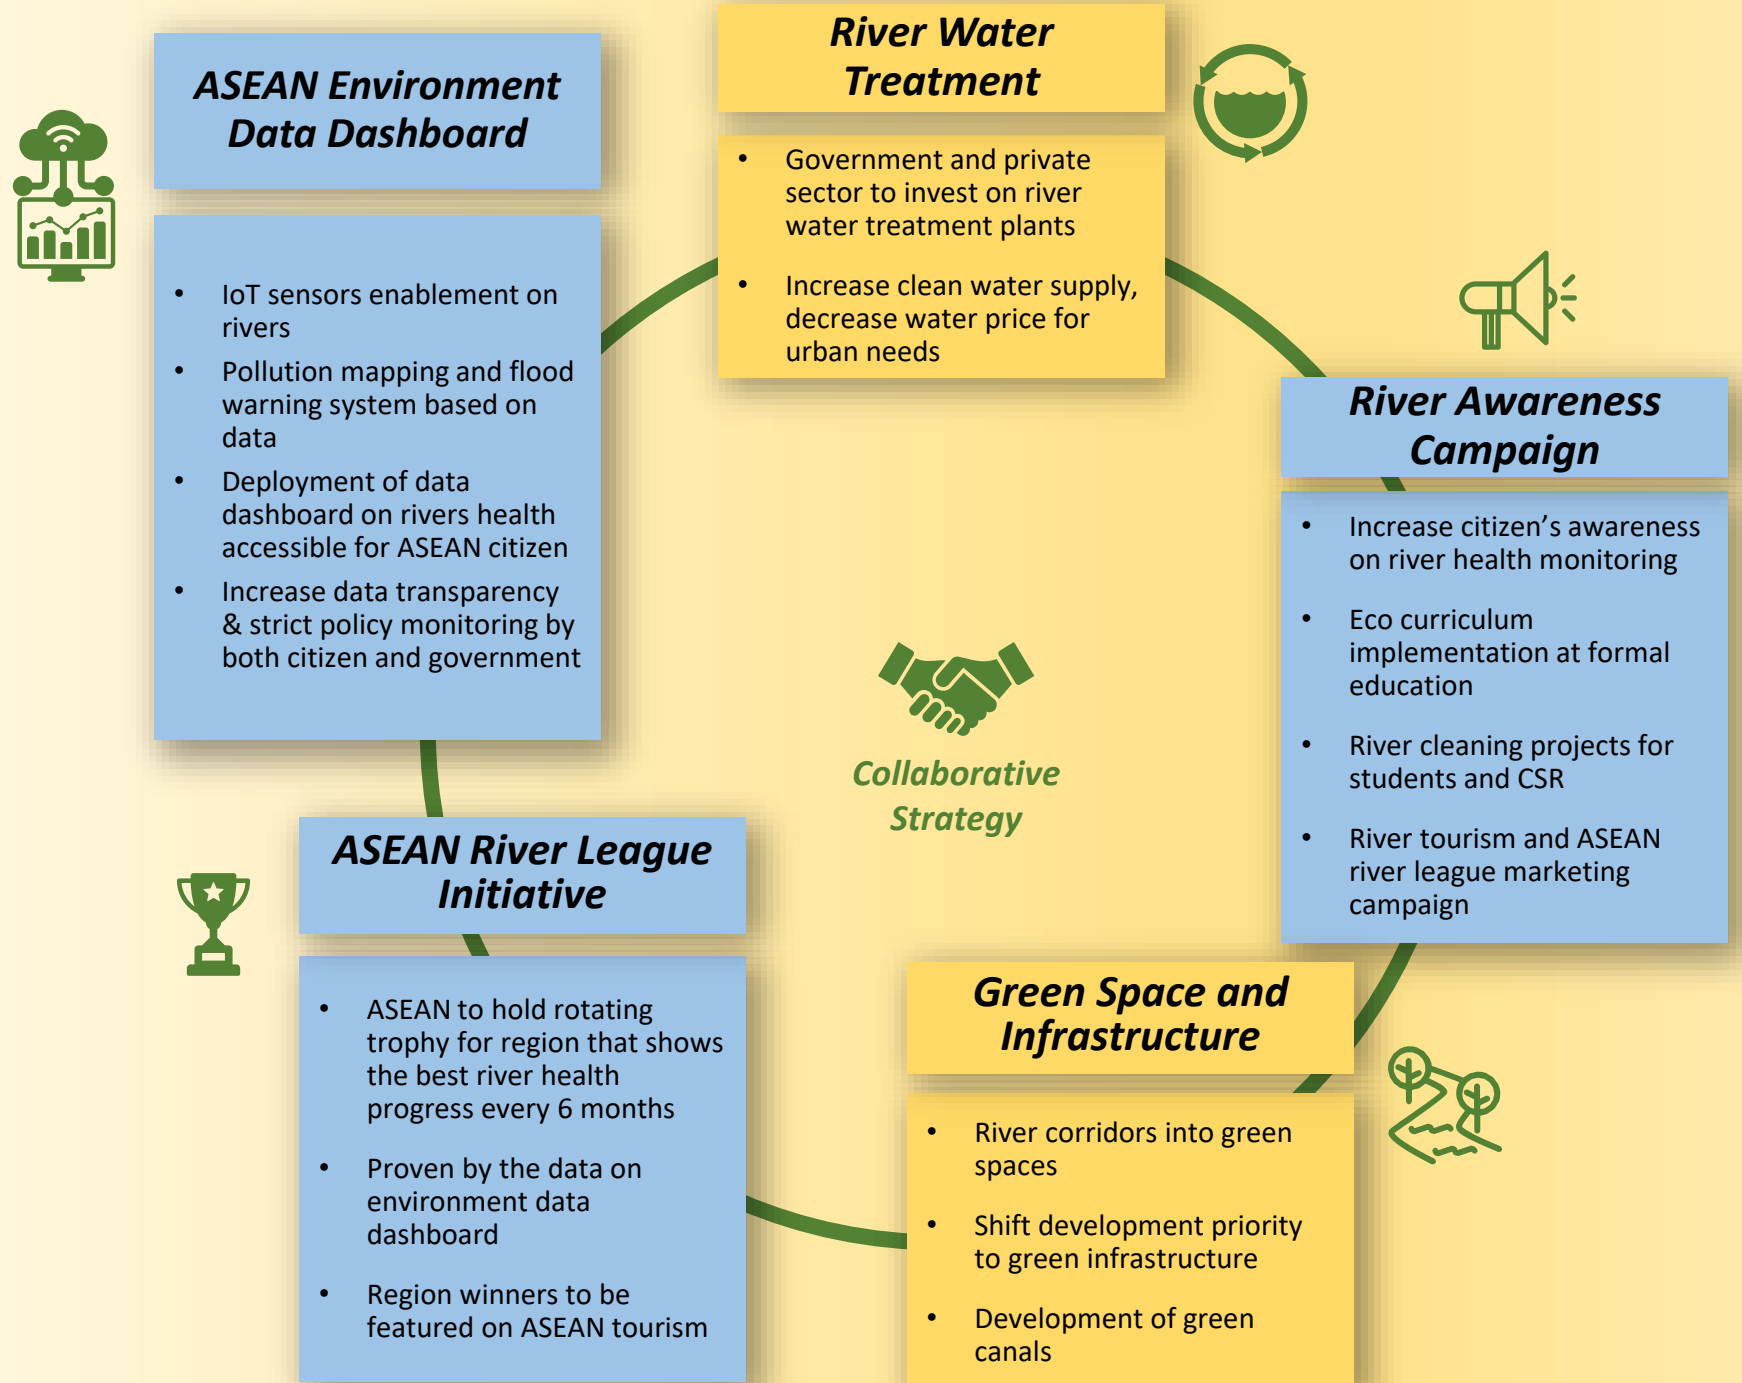 ASEAN Environment
Data Dashboard
• IoT sensors enablement on
rivers
• Pollution mapping and flood
warning system based on
data
• Deployment of data
dashboard on rivers health
accessible for ASEAN citizen
• Increase data transparency
& strict policy monitoring by
both citizen and government
River Water
Treatment
• Government and private
sector to invest on river
water treatment plants
• Increase clean water supply,
decrease water price for
urban needs
River Awareness
Campaign
• Increase citizen’s awareness
on river health monitoring
• Eco curriculum
implementation at formal
education
• River cleaning projects for
students and CSR
• River tourism and ASEAN
river league marketing
campaign
Collaborative
Strategy
ASEAN River League
Initiative
• ASEAN to hold rotating
trophy for region that shows
the best river health
progress every 6 months
• Proven by the data on
environment data
dashboard
• Region winners to be
featured on ASEAN tourism
Green Space and
Infrastructure
• River corridors into green
spaces
• Shift development priority
to green infrastructure
• Development of green
canals